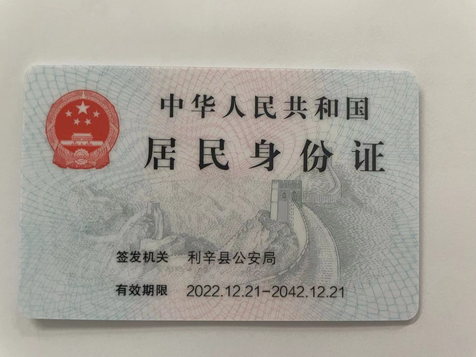 中华人民共和国
居民身份证
签发机关 利辛县公安局
有效期限 2022.12.21-2042.12.21